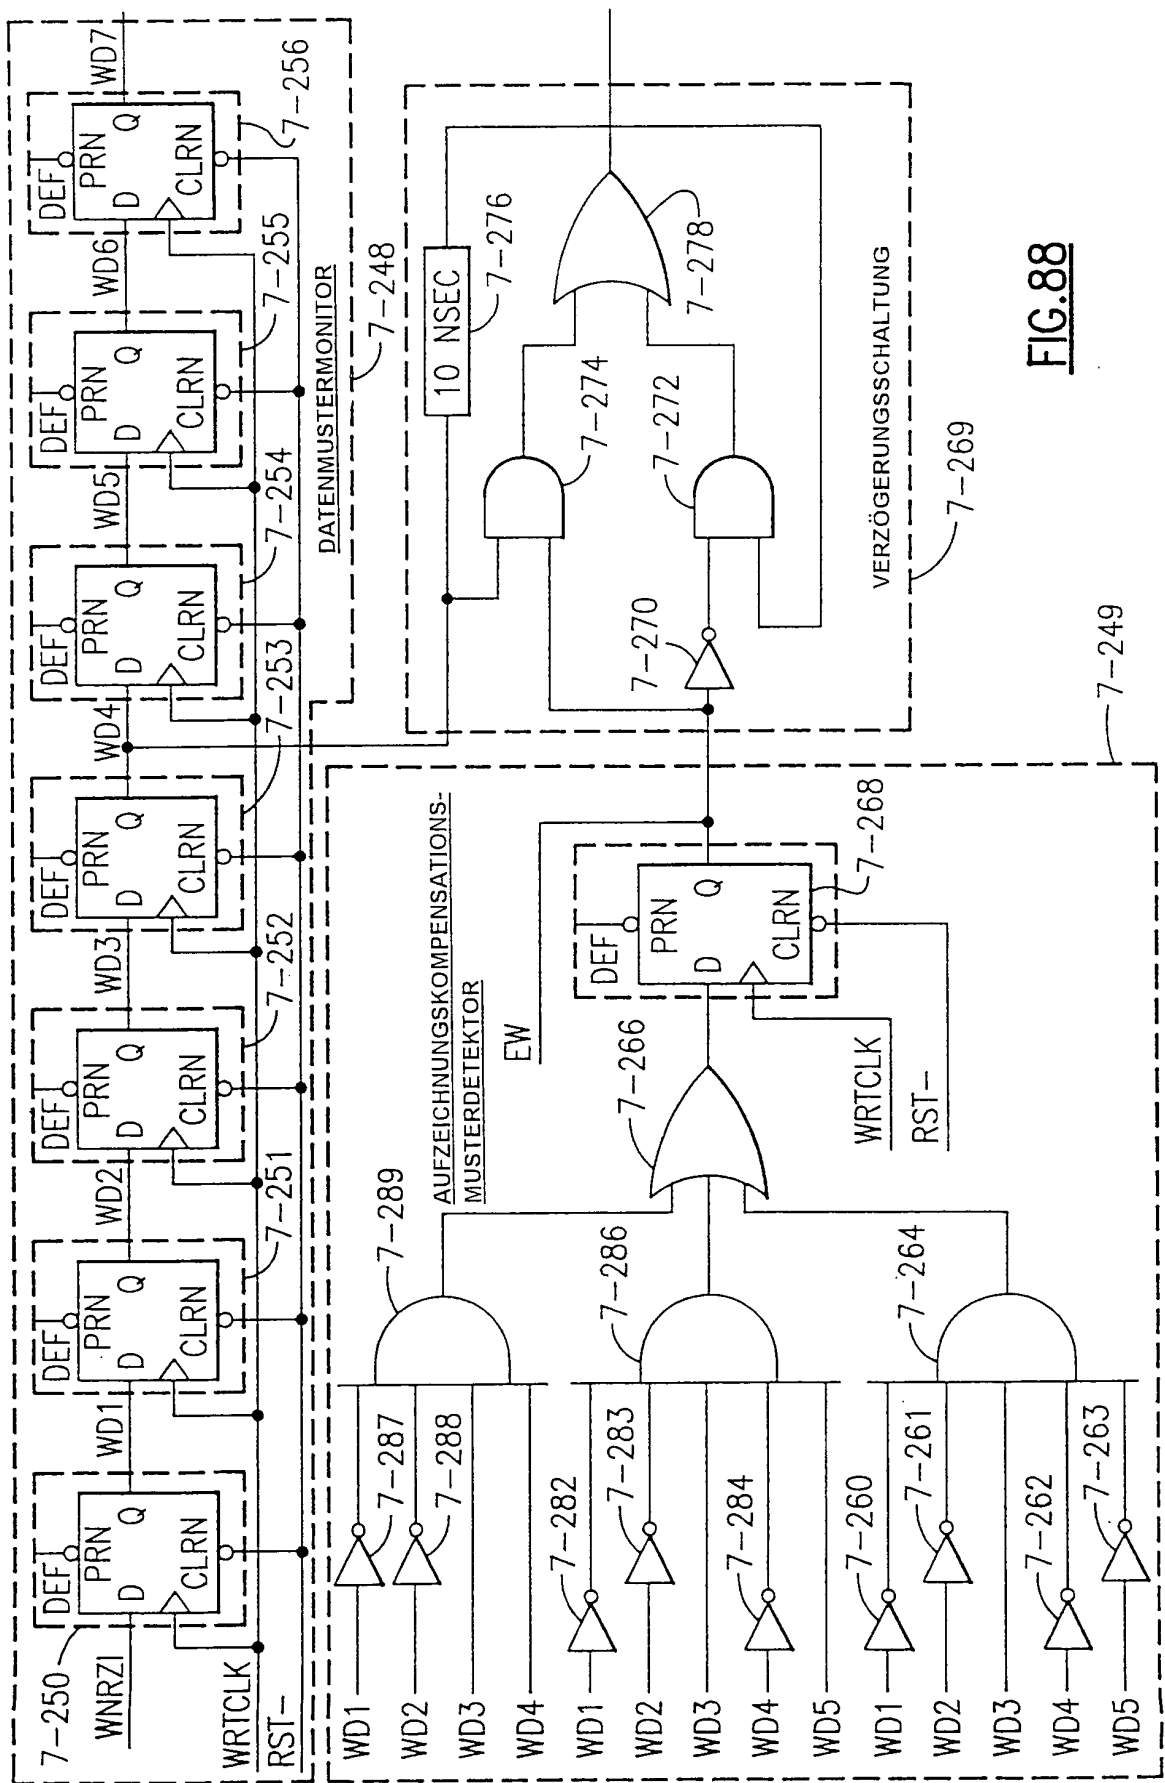 7-250
DEF
PRN
D
Q
CLRN
WNRZI
WD1
DEF
PRN
D
Q
CLRN
7-251
WD2
DEF
PRN
D
Q
CLRN
7-252
WD3
DEF
PRN
D
Q
CLRN
7-253
WD4
DEF
PRN
D
Q
CLRN
7-254
WD5
DEF
PRN
D
Q
CLRN
7-255
WD6
DEF
PRN
D
Q
CLRN
7-256
WD7
WRTCLK
RST-
DATENMUSTERMONITOR
7-248
WD1
WD2
WD3
WD4
7-287
7-288
7-289
AUFZEICHNUNGSKOMPENSATIONS-
MUSTERDETEKTOR
WD1
WD2
WD3
WD4
WD5
7-282
7-283
7-284
7-286
WD1
WD2
WD3
WD4
WD5
7-260
7-261
7-262
7-263
7-264
7-266
EW
DEF
PRN
D
Q
CLRN
7-268
WRTCLK
RST-
7-249
10 NSEC
7-276
7-274
7-270
7-272
7-278
VERZÖGERUNGSSCHALTUNG
7-269
FIG.88